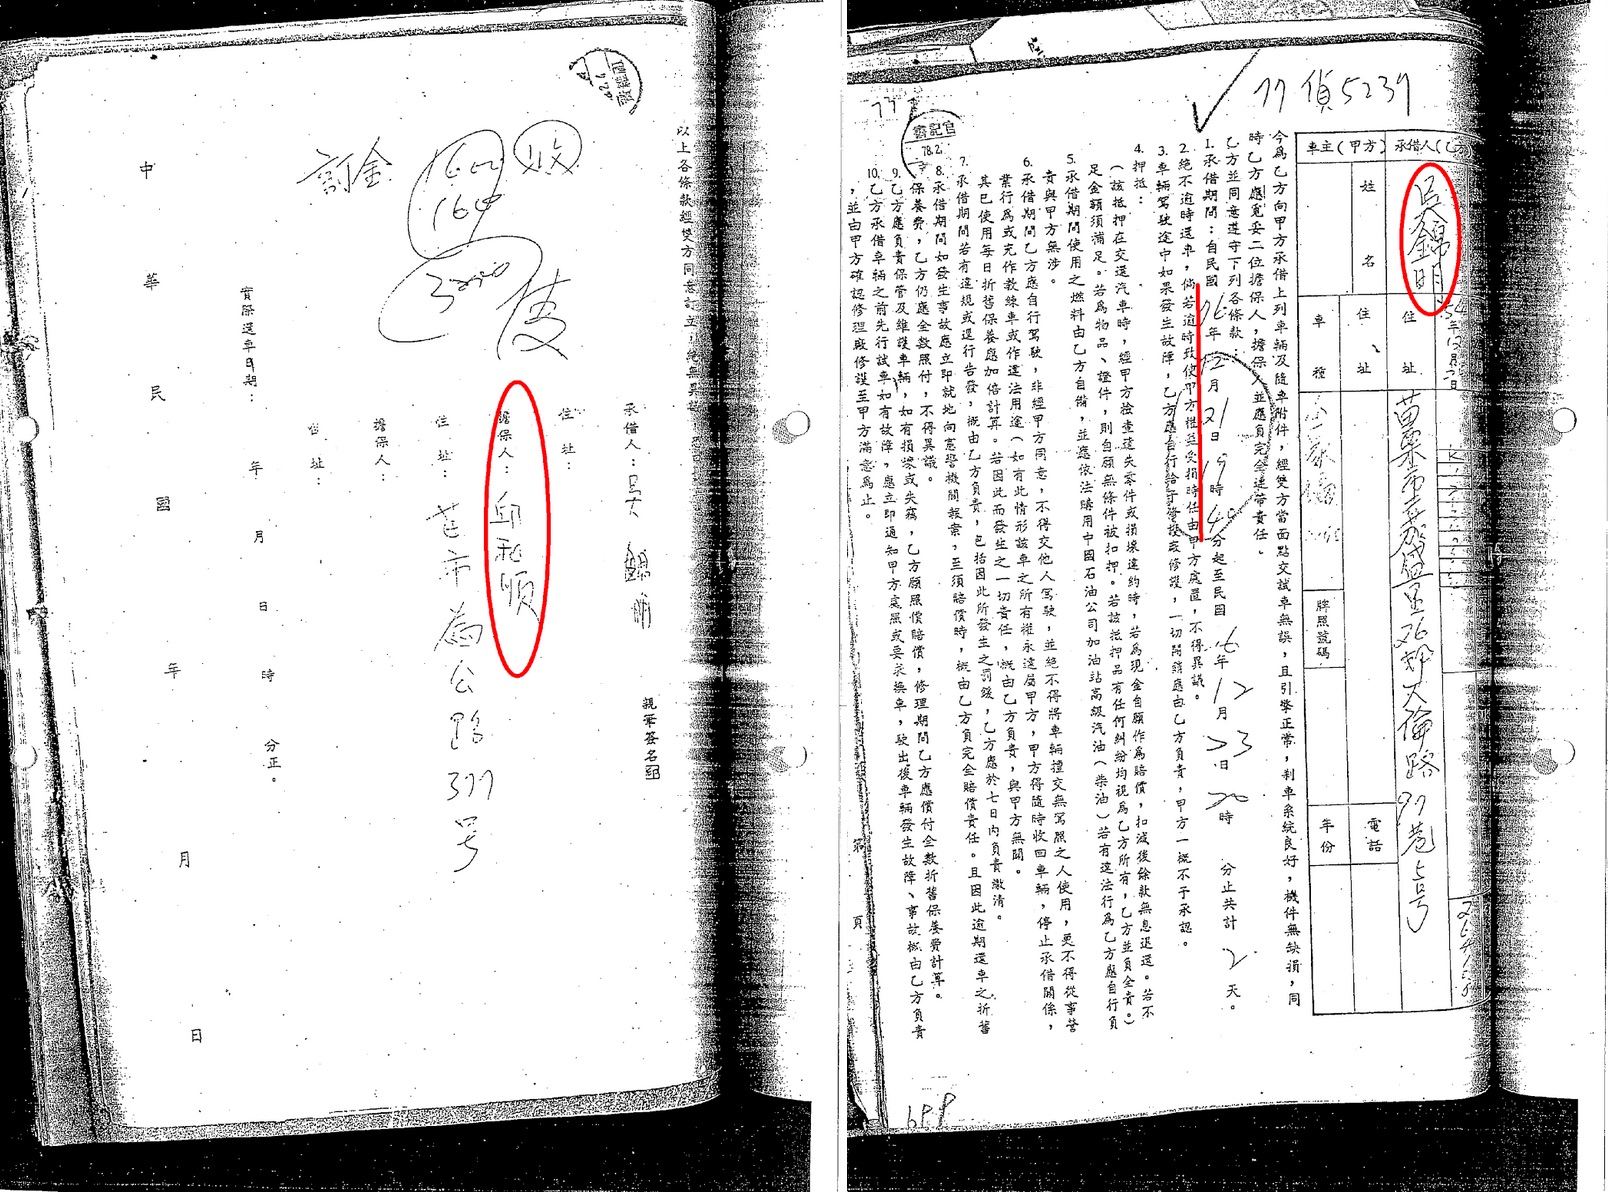 77 偵5239
車主(甲方)
承借人(乙方)
姓名
吳錦明
住址
苗栗市嘉盛里26鄰大倫路97巷5号
54年12月
住址
車種
牌照號碼
電話
年份
今為乙方向甲方承借上列車輛及隨車附件,經雙方當面點交試車無誤,且引擎正常,剎車系統良好,機件無缺損,同
時乙方應覓妥二位擔保人,擔保人並應負完全連帶責任。
乙方並同意遵守下列各條款:
1.承借期間:自民國76年12月21日19時40分起至民國76年12月23日20時 分止共計2天。
2.絕不逾時還車,倘若逾時致使甲方權益受損時任由甲方處置,不得異議。
3.車輛駕駛途中如果發生故障,乙方應自行給予警技或修護,一切開銷應由乙方負責,甲方一概不予承認。
4.押抵:
(該抵押在交還汽車時,經甲方檢查遺失零件或損壞違約時,若為現金自願作為賠償,扣減後餘款無息退還。若不
足金額須補足。若為物品、證件,則自願無條件被扣押。若該抵押品有任何糾紛均視為乙方所有,乙方並負全責。)
5.承借期間使用之燃料由乙方自備,並應依法購用中國石油公司加油站高級汽油(柴油)若有違法行為乙方應自行負
責與甲方無涉。
6.承借期間乙方應自行駕駛,非經甲方同意,不得交他人駕駛,並絕不得將車輛擅交無駕照之人使用,更不得從事營
業行為或充作教練車或作違法用途(如有此情形該車之所有權永遠屬甲方,甲方得隨時收回車輛,停止承借關係,
其已使用每日折舊保養應加倍計算。若因此而發生之一切責任,概由乙方負責,與甲方無關。
7.承借期間若有違規或違行告發,概由乙方負責,包括因此所發生之罰鍰,乙方應於七日內負責繳清。
8.承借期間如發生事故應立即就地向憲警機關報案,至須賠償時,概由乙方負完全賠償責任。且因此逾期還車之折舊
保養費,乙方仍應全數照付,不得異議。
9.乙方應負責保管及維護車輛,如有損壞或失竊,乙方願照價賠償,修理期間乙方應償付全數折舊保養費計算。
10.乙方承借車輛之前先行試車如有故障,應立即通知甲方處照或要求換車,駛出後車輛發生故障、事故概由乙方負責
,並由甲方確認修理廠修護至甲方滿意為止。
書記官
78.2.
第 頁
以上各條款經雙方同意訂立,絕無異
承借人:吳錦明
親筆簽名
住址:
擔保人:邱和順
住址:芒市為公路377号
擔保人:
住址:
訂金
1600
160
收
3000
實際還車日期:
年 月 日 時 分正。
中華民國 年 月 日